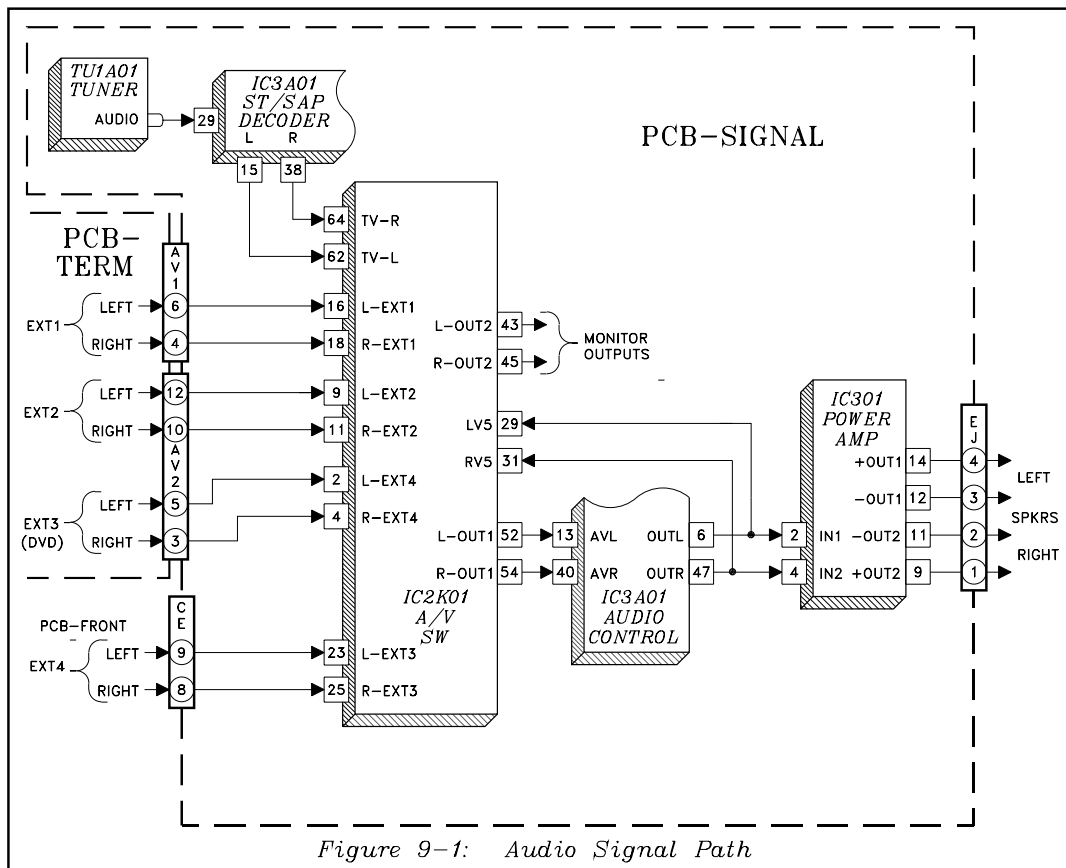 TU1A01
TUNER
AUDIO
29
IC3A01
ST/SAP
DECODER
L R
15 38
PCB-SIGNAL
PCB-
TERM
AV1
EXT1
LEFT 6
RIGHT 4
EXT2
LEFT 12
RIGHT 10
AV2
EXT3
(DVD)
LEFT 5
RIGHT 3
CE
PCB-FRONT
EXT4
LEFT 9
RIGHT 8
64 TV-R
62 TV-L
16 L-EXT1
18 R-EXT1
9 L-EXT2
11 R-EXT2
2 L-EXT4
4 R-EXT4
23 L-EXT3
25 R-EXT3
IC2K01
A/V
SW
L-OUT2 43
R-OUT2 45
MONITOR
OUTPUTS
LV5 29
RV5 31
L-OUT1 52
R-OUT1 54
13 AVL OUTL 6
40 AVR OUTR 47
IC3A01
AUDIO
CONTROL
IC301
POWER
AMP
2 IN1
4 IN2
+OUT1 14
-OUT1 12
-OUT2 11
+OUT2 9
EJ
4
3
2
1
LEFT
SPKRS
RIGHT
Figure 9-1: Audio Signal Path